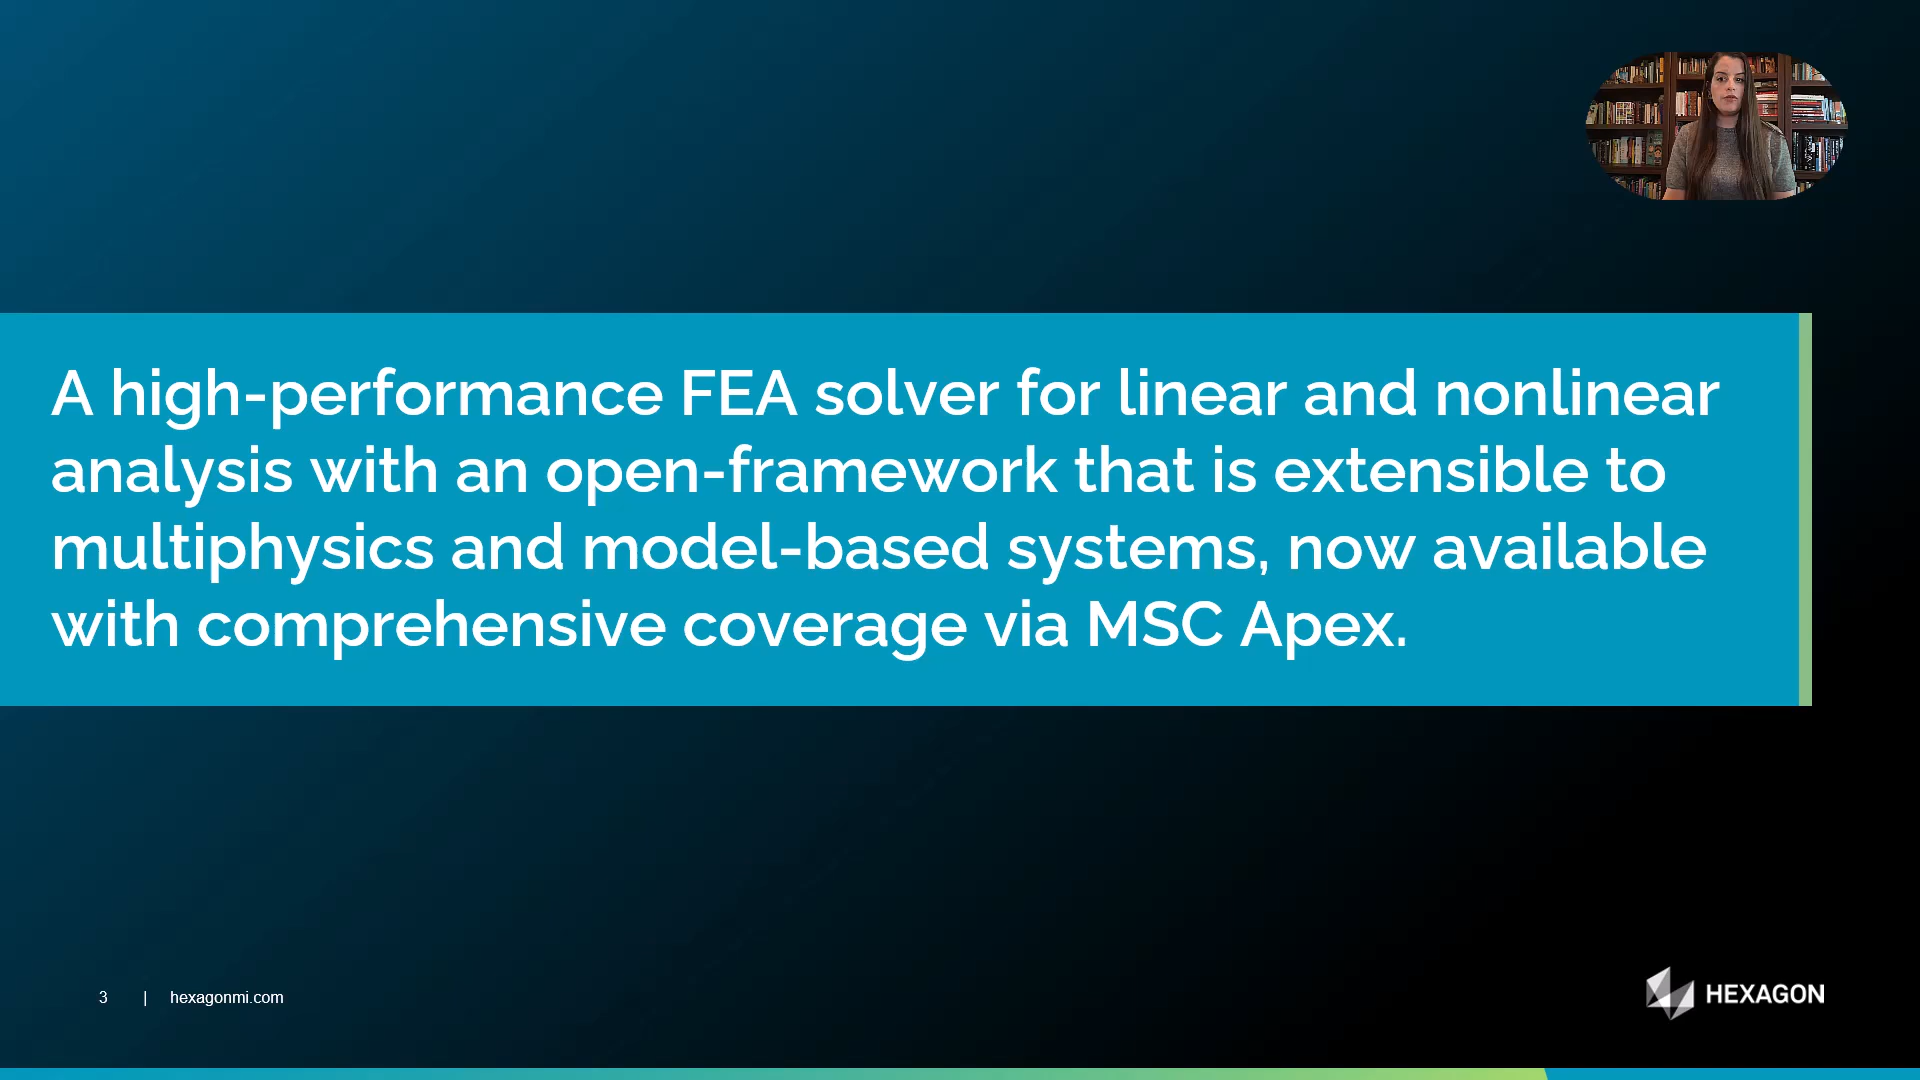 A high-performance FEA solver for linear and nonlinear
analysis with an open-framework that is extensible to
multiphysics and model-based systems, now available
with comprehensive coverage via MSC Apex.
3 | hexagonmi.com
HEXAGON